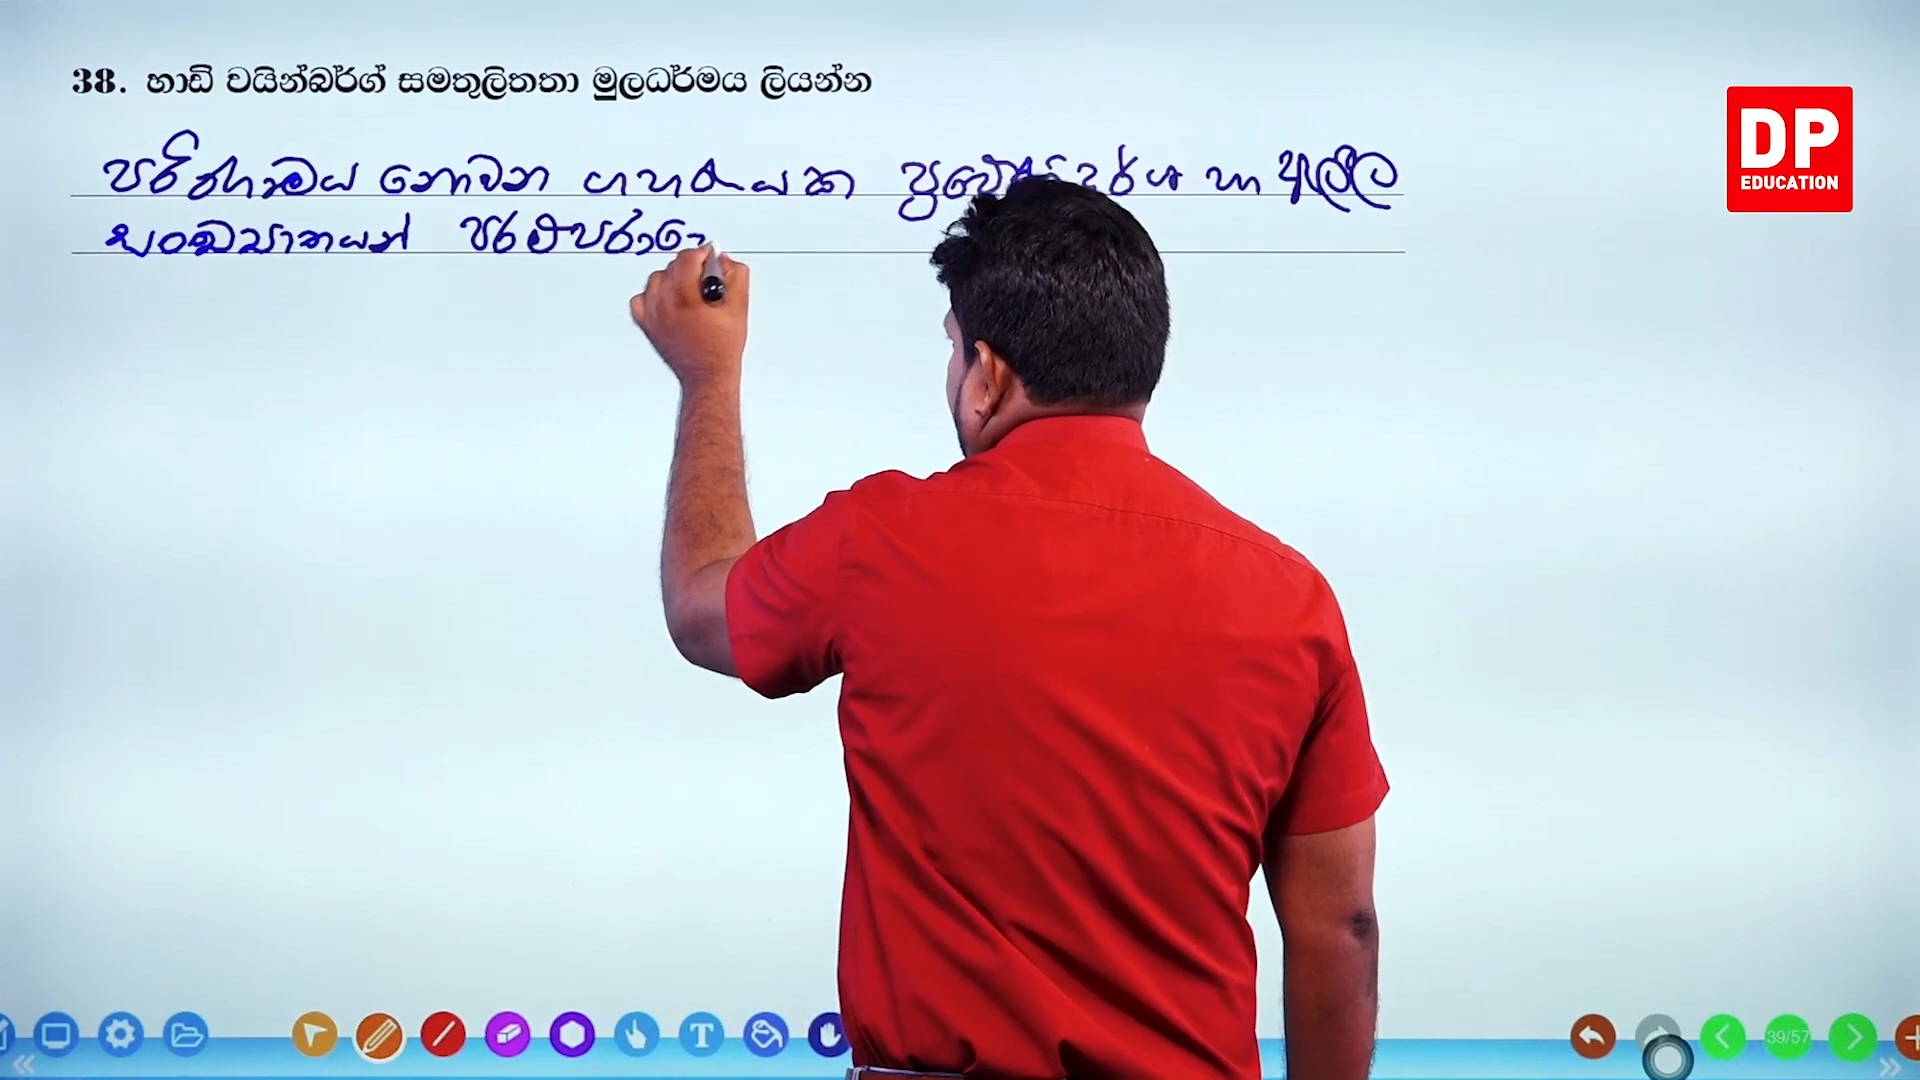 38. හාඩි වයින්බර්ග් සමතුලිතතා මූලධර්මය ලියන්න
DP
EDUCATION
පරිණාමය නොවන ගහණයක ප්‍රවේණිදර්ශ හා ඇලීල
සංඛ්‍යාතයන් පරම්පරාවෙ
T
39/57